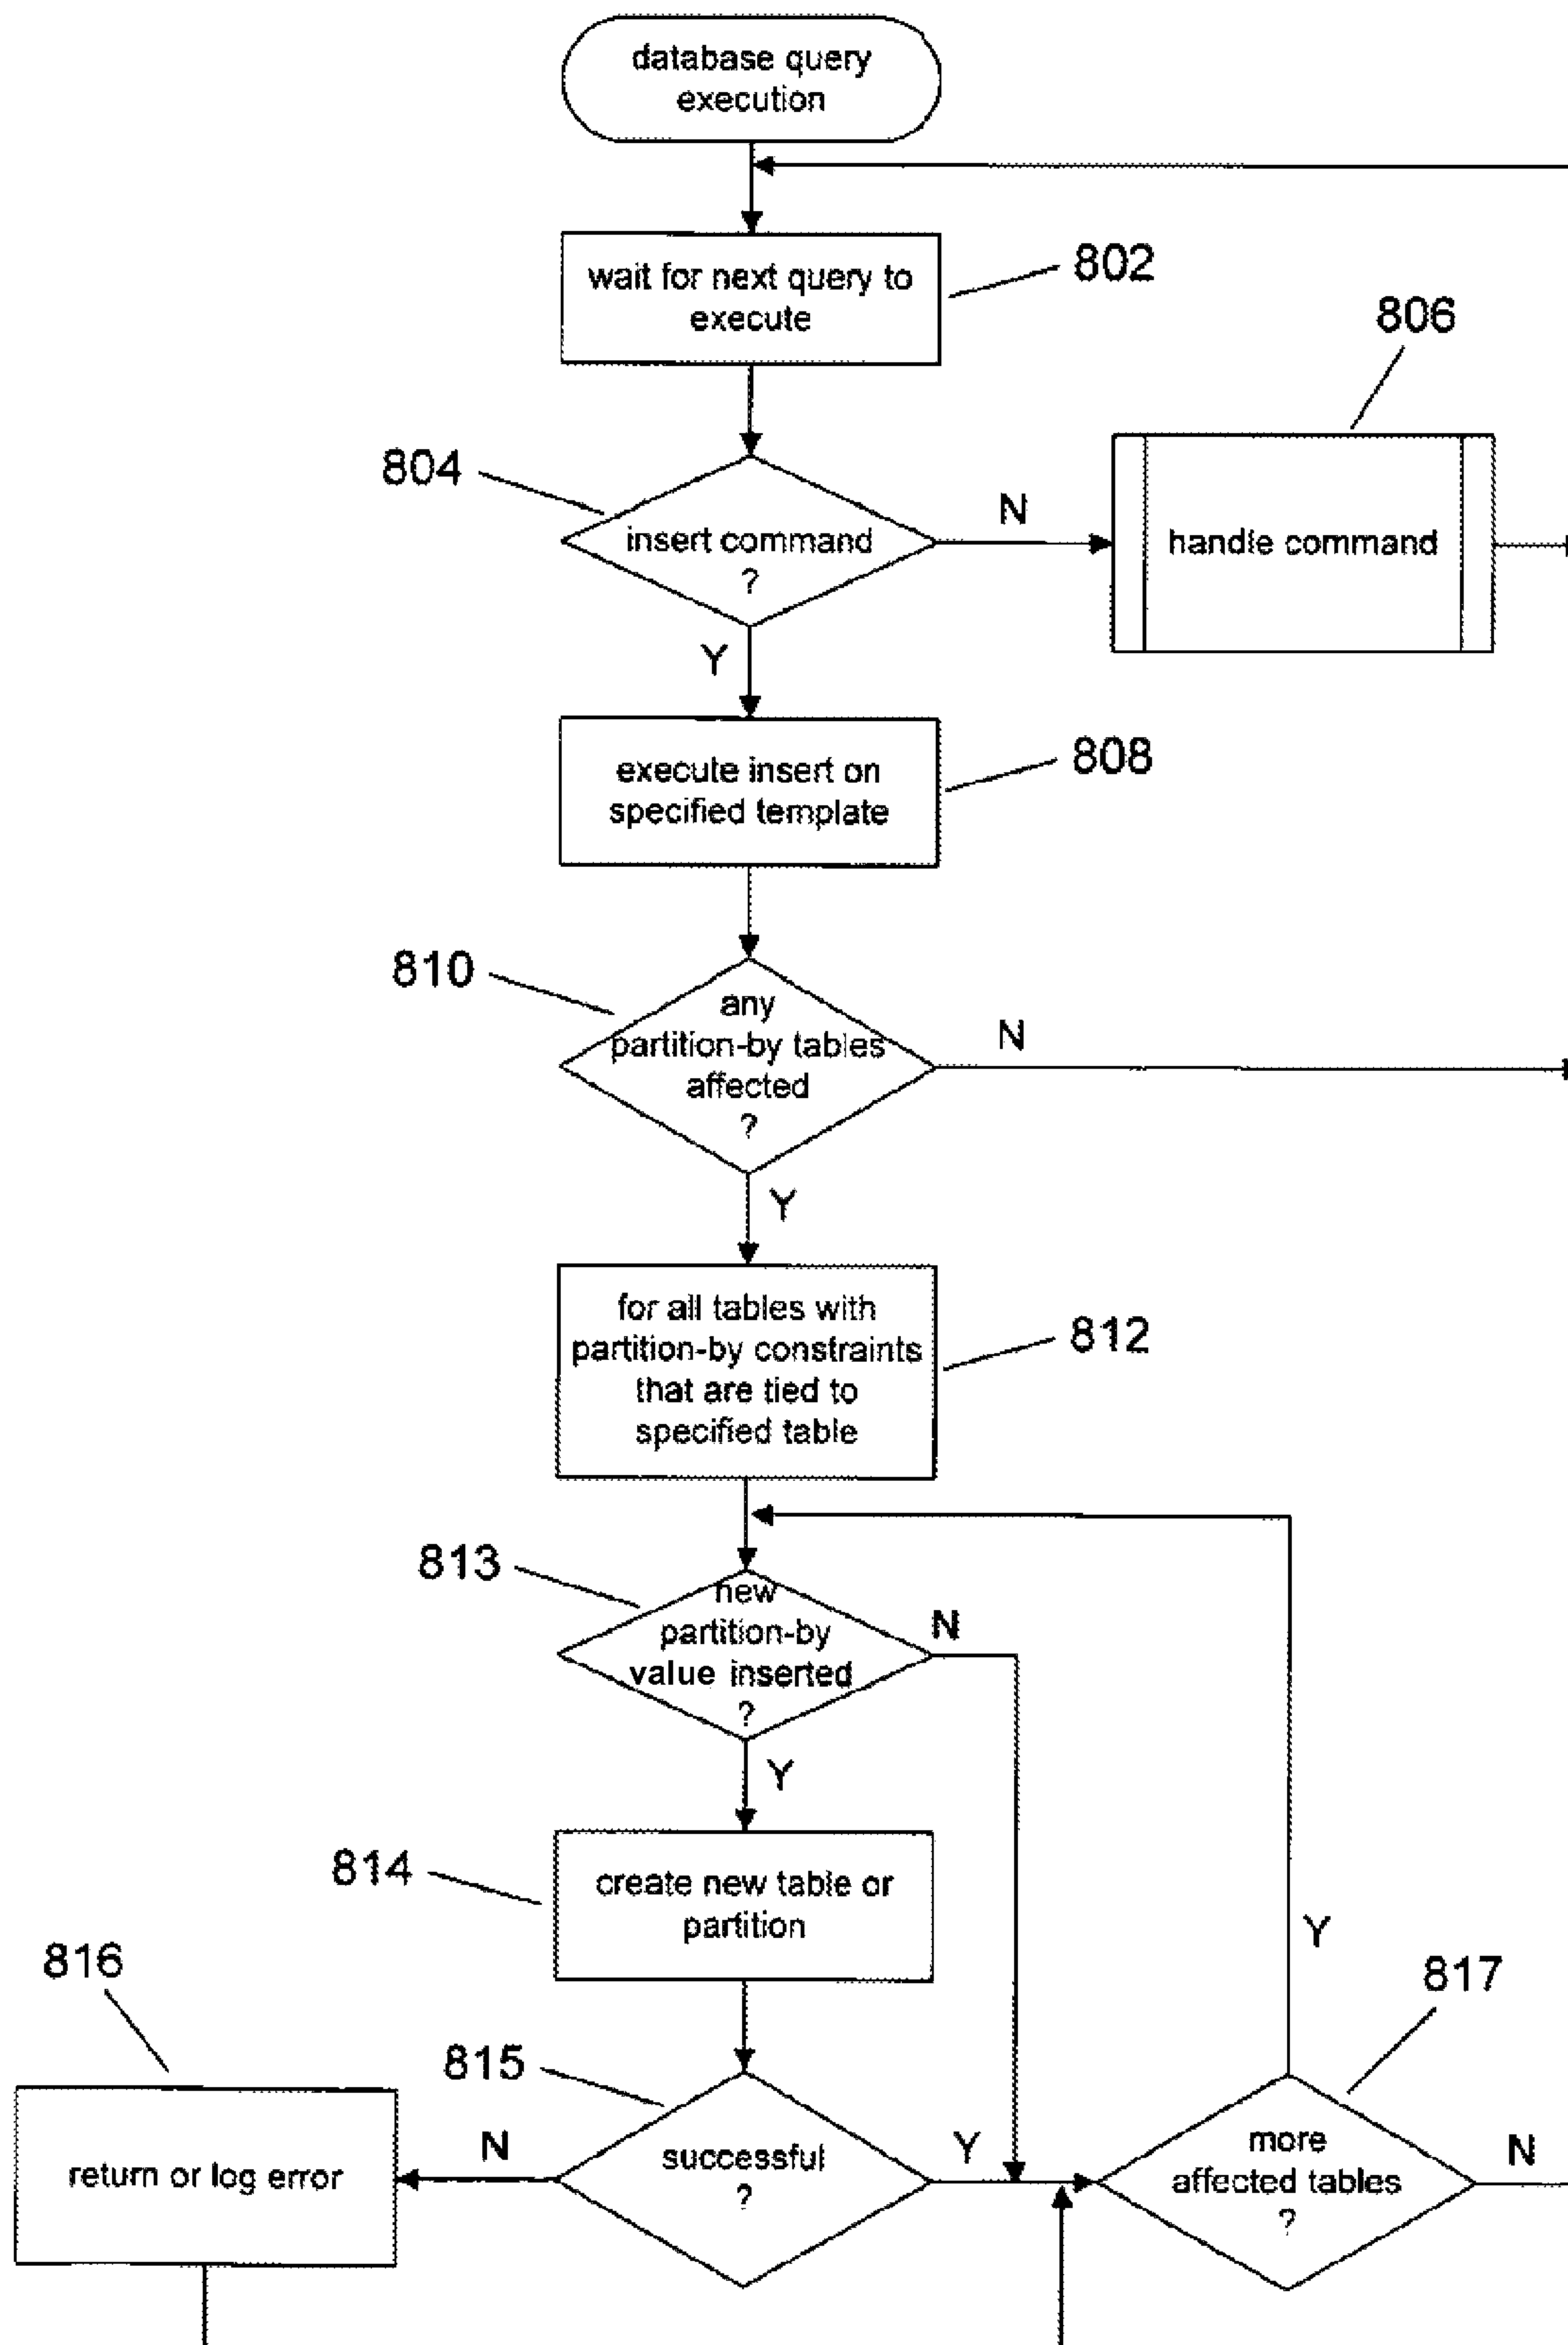 database query
execution
wait for next query to
execute
802
806
804
insert command
?
N
handle command
Y
execute insert on
specified template
808
810
any
partition-by tables
affected
?
N
Y
for all tables with
partition-by constraints
that are tied to
specified table
812
813
new
partition-by
value inserted
?
N
Y
814
create new table or
partition
Y
816
817
815
return or log error
N
successful
?
Y
more
affected tables
?
N